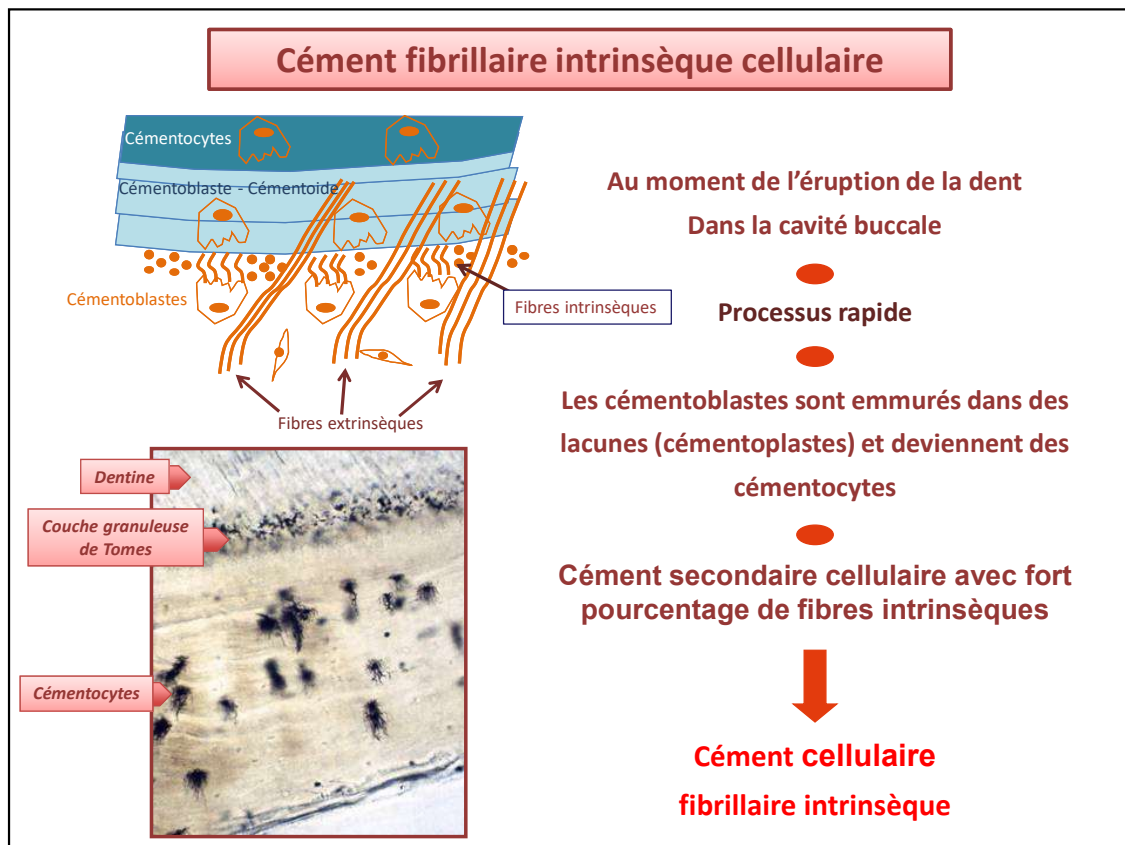 Cément fibrillaire intrinsèque cellulaire
Cémentocytes
Cémentoblaste - Cémentoide
Cémentoblastes
Fibres intrinsèques
Fibres extrinsèques
Dentine
Couche granuleuse
de Tomes
Cémentocytes
Au moment de l’éruption de la dent
Dans la cavité buccale
Processus rapide
Les cémentoblastes sont emmurés dans des
lacunes (cémentoplastes) et deviennent des
cémentocytes
Cément secondaire cellulaire avec fort
pourcentage de fibres intrinsèques
Cément cellulaire
fibrillaire intrinsèque